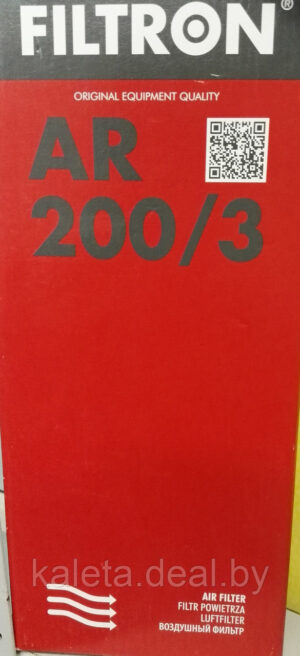 FILTRON®
ORIGINAL EQUIPMENT QUALITY
AR
200/3
kaleta.deal.by
AIR FILTER
FILTR POWIETRZA
LUFTFILTER
ВОЗДУШНЫЙ ФИЛЬТР